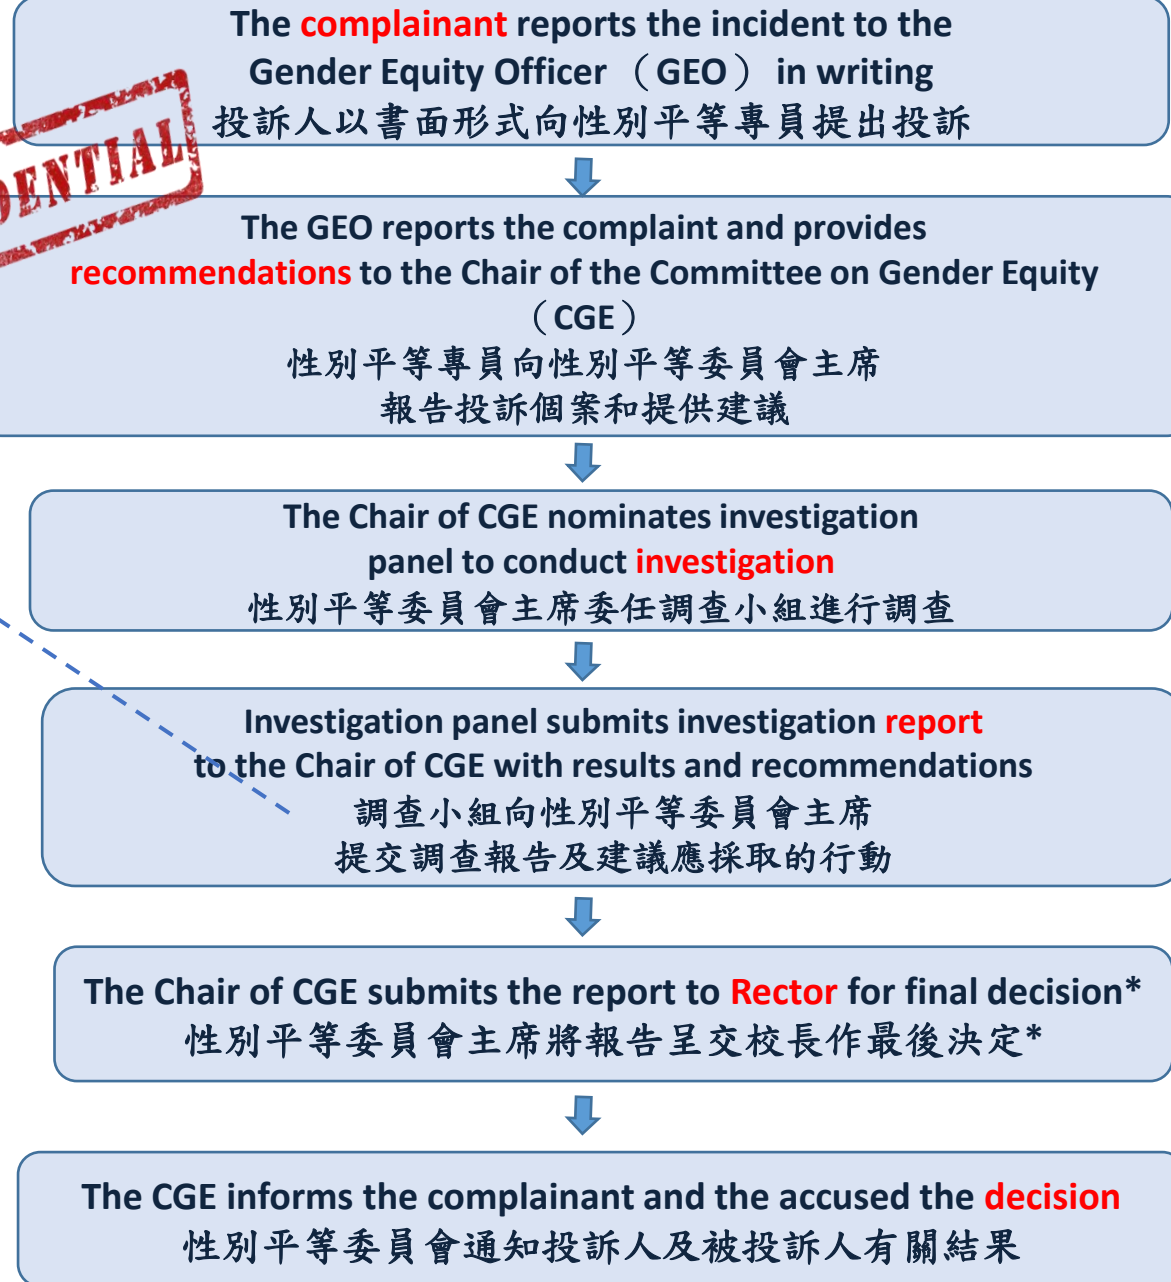 The complainant reports the incident to the
Gender Equity Officer （GEO） in writing
投訴人以書面形式向性別平等專員提出投訴
DENTIAL
The GEO reports the complaint and provides
recommendations to the Chair of the Committee on Gender Equity
（CGE）
性別平等專員向性別平等委員會主席
報告投訴個案和提供建議
The Chair of CGE nominates investigation
panel to conduct investigation
性別平等委員會主席委任調查小組進行調查
Investigation panel submits investigation report
to the Chair of CGE with results and recommendations
調查小組向性別平等委員會主席
提交調查報告及建議應採取的行動
The Chair of CGE submits the report to Rector for final decision*
性別平等委員會主席將報告呈交校長作最後決定*
The CGE informs the complainant and the accused the decision
性別平等委員會通知投訴人及被投訴人有關結果